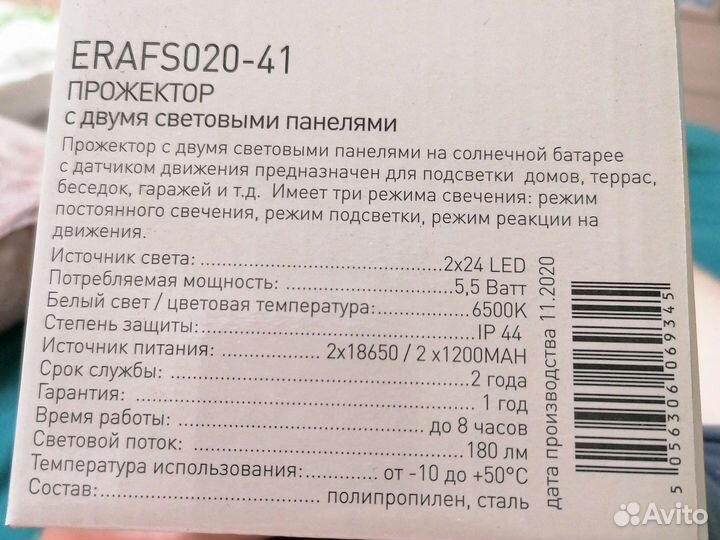 ERAFS020-41
ПРОЖЕКТОР
с двумя световыми панелями
Прожектор с двумя световыми панелями на солнечной батарее
с датчиком движения предназначен для подсветки домов, террас,
беседок, гаражей и т.д. Имеет три режима свечения: режим
постоянного свечения, режим подсветки, режим реакции на
движения.
Источник света:..............................2x24 LED
Потребляемая мощность:..............................5,5 Ватт
Белый свет / цветовая температура:....................6500K
Степень защиты:..............................IP 44
Источник питания:....................2x18650 / 2 x1200MAH
Срок службы:..............................2 года
Гарантия:..............................1 год
Время работы:..............................до 8 часов
Световой поток:..............................180 лм
Температура использования:....................от -10 до +50°C
Состав:..............................полипропилен, сталь
дата производства 11.2020
5 056306 069345
Avito